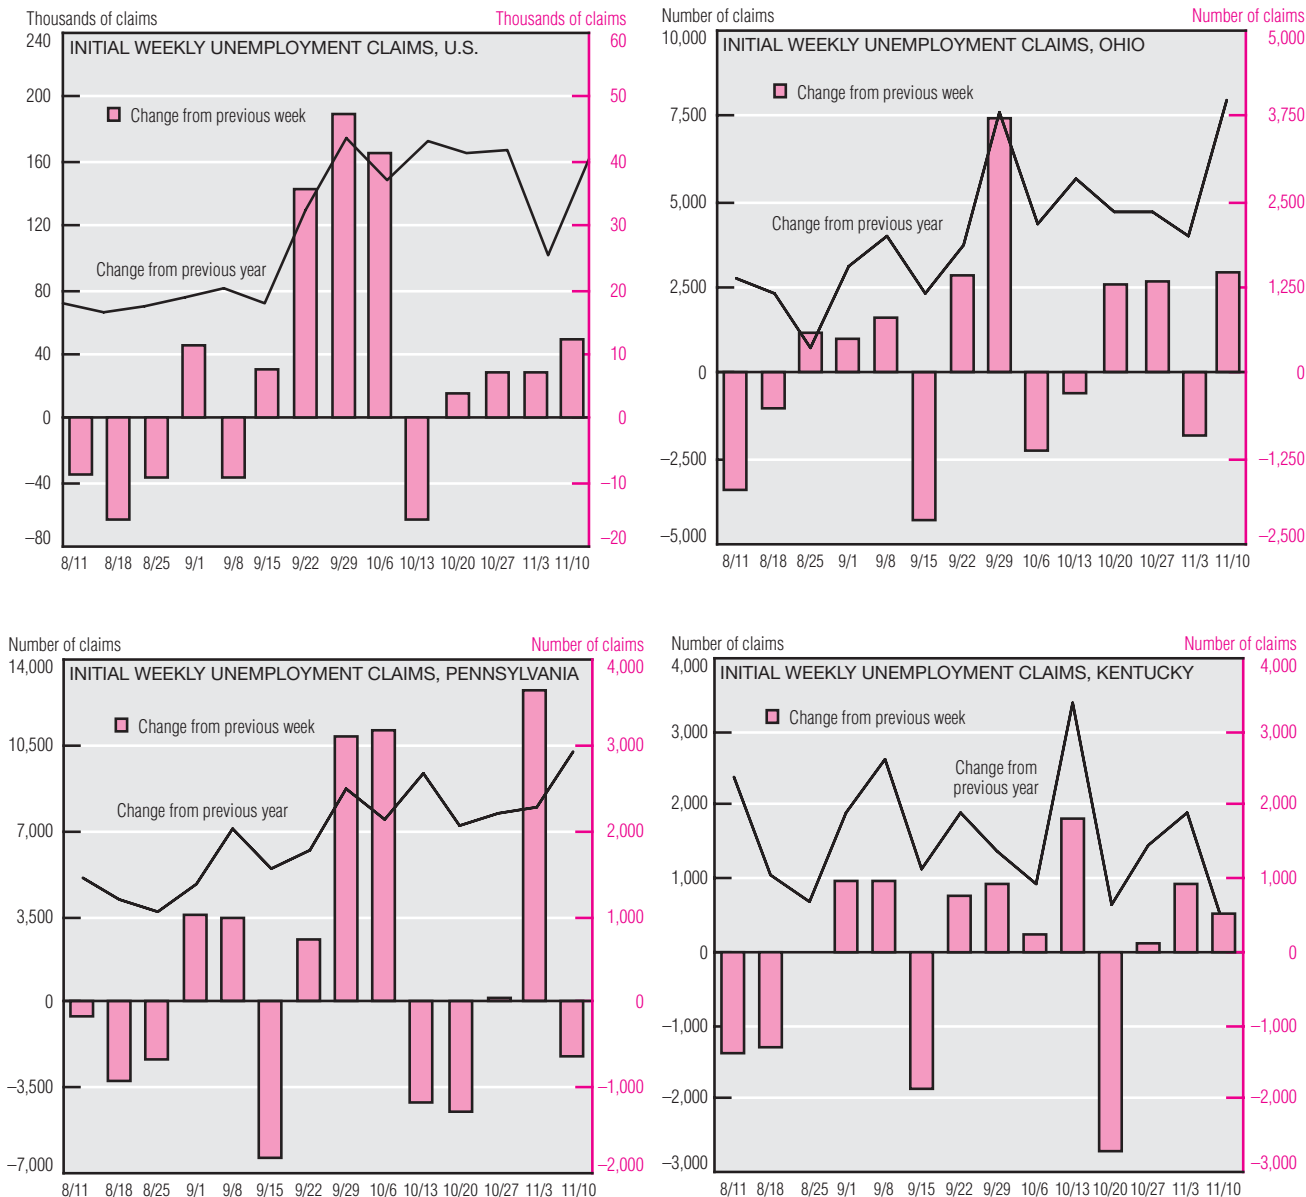 Thousands of claims
Thousands of claims
240
200
160
120
80
40
0
–40
–80
INITIAL WEEKLY UNEMPLOYMENT CLAIMS, U.S.
Change from previous week
Change from previous year
60
50
40
30
20
10
0
–10
–20
8/11 8/18 8/25 9/1 9/8 9/15 9/22 9/29 10/6 10/13 10/20 10/27 11/3 11/10
Number of claims
Number of claims
10,000
7,500
5,000
2,500
0
–2,500
–5,000
INITIAL WEEKLY UNEMPLOYMENT CLAIMS, OHIO
Change from previous week
Change from previous year
5,000
3,750
2,500
1,250
0
–1,250
–2,500
8/11 8/18 8/25 9/1 9/8 9/15 9/22 9/29 10/6 10/13 10/20 10/27 11/3 11/10
Number of claims
Number of claims
14,000
10,500
7,000
3,500
0
–3,500
–7,000
INITIAL WEEKLY UNEMPLOYMENT CLAIMS, PENNSYLVANIA
Change from previous week
Change from previous year
4,000
3,000
2,000
1,000
0
–1,000
–2,000
8/11 8/18 8/25 9/1 9/8 9/15 9/22 9/29 10/6 10/13 10/20 10/27 11/3 11/10
Number of claims
Number of claims
4,000
3,000
2,000
1,000
0
–1,000
–2,000
–3,000
INITIAL WEEKLY UNEMPLOYMENT CLAIMS, KENTUCKY
Change from previous week
Change from
previous year
4,000
3,000
2,000
1,000
0
–1,000
–2,000
–3,000
8/11 8/18 8/25 9/1 9/8 9/15 9/22 9/29 10/6 10/13 10/20 10/27 11/3 11/10